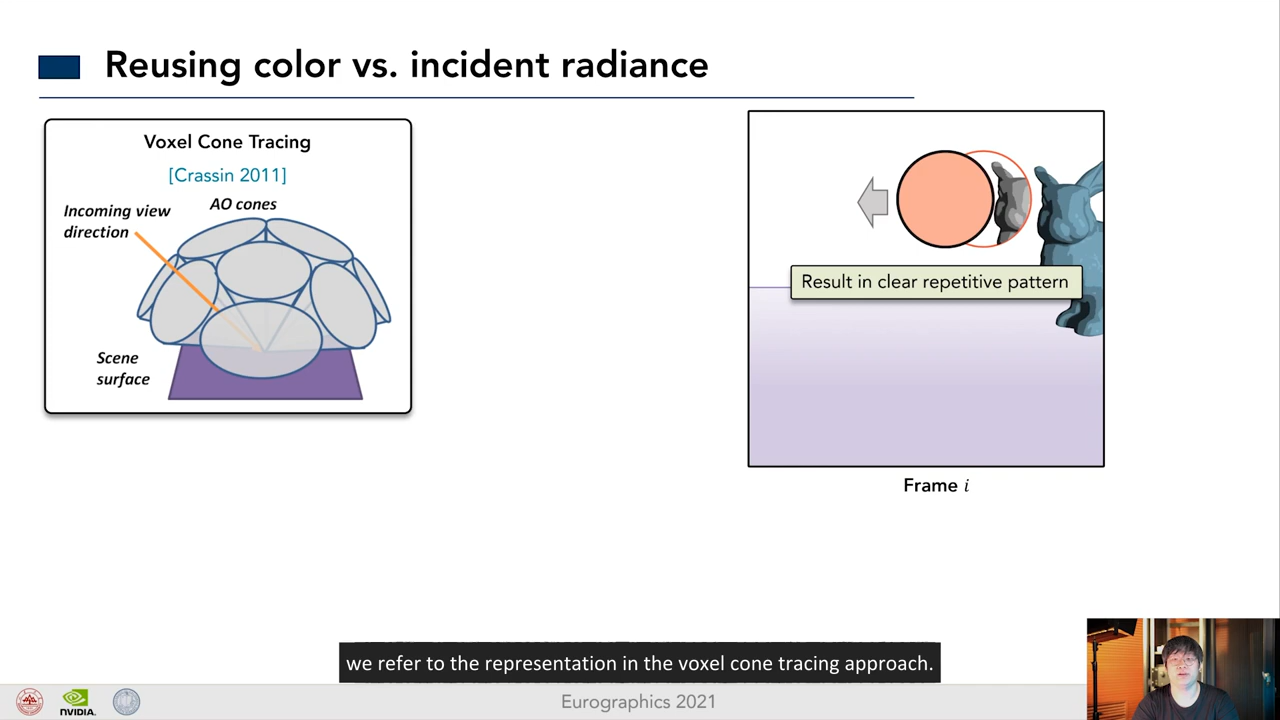 Reusing color vs. incident radiance
Voxel Cone Tracing
[Crassin 2011]
Incoming view
direction
AO cones
Scene
surface
Result in clear repetitive pattern
Frame i
we refer to the representation in the voxel cone tracing approach.
NVIDIA.
Eurographics 2021